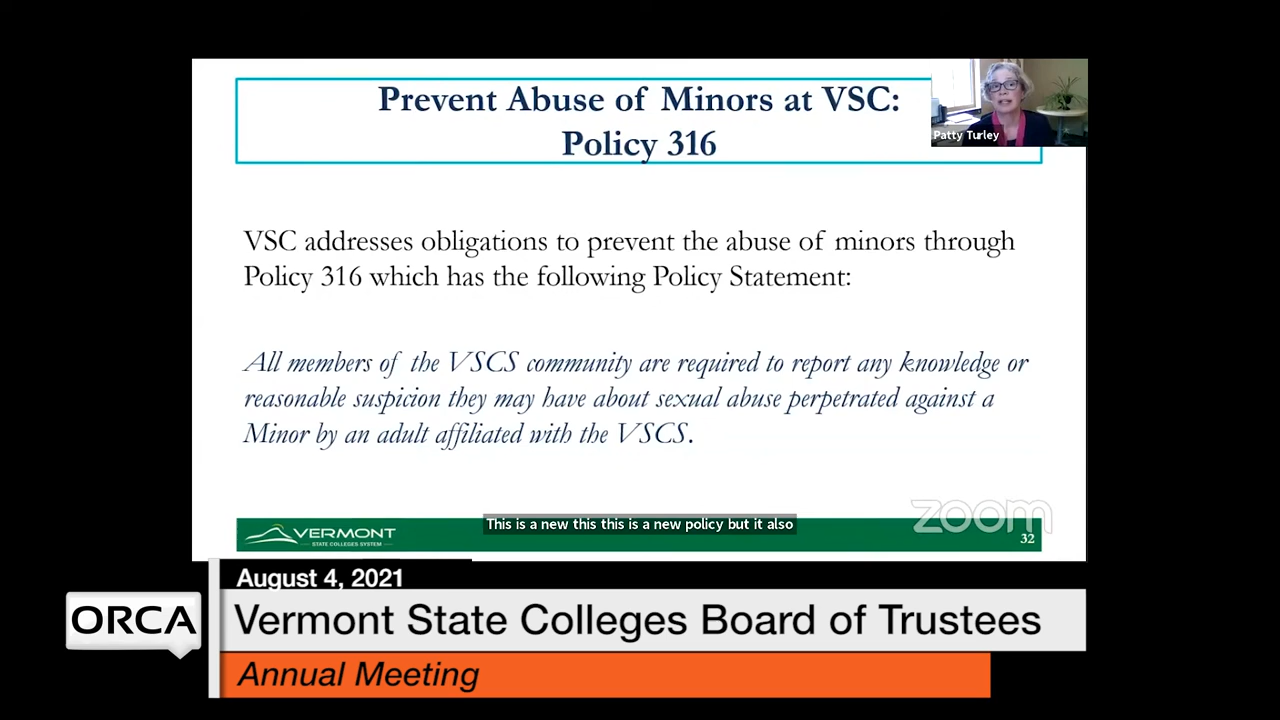 Prevent Abuse of Minors at VSC:
Policy 316
Patty Turley
VSC addresses obligations to prevent the abuse of minors through
Policy 316 which has the following Policy Statement:
All members of the VSCS community are required to report any knowledge or
reasonable suspicion they may have about sexual abuse perpetrated against a
Minor by an adult affiliated with the VSCS.
zoom
This is a new this this is a new policy but it also
VERMONT
STATE COLLEGES SYSTEM
32
August 4, 2021
ORCA
Vermont State Colleges Board of Trustees
Annual Meeting